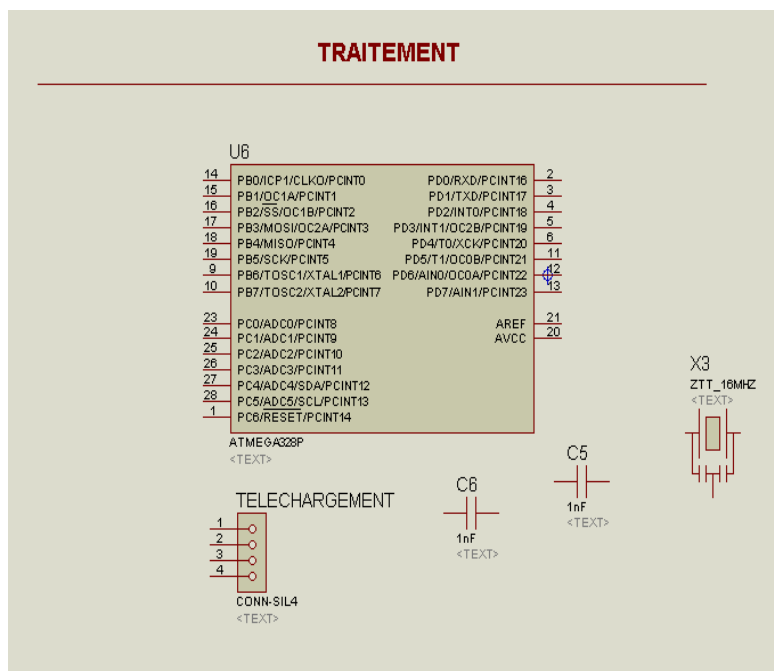 TRAITEMENT
U6
14 PB0/ICP1/CLKO/PCINT0 PD0/RXD/PCINT16 2
15 PB1/OC1A/PCINT1 PD1/TXD/PCINT17 3
16 PB2/SS/OC1B/PCINT2 PD2/INT0/PCINT18 4
17 PB3/MOSI/OC2A/PCINT3 PD3/INT1/OC2B/PCINT19 5
18 PB4/MISO/PCINT4 PD4/T0/XCK/PCINT20 6
19 PB5/SCK/PCINT5 PD5/T1/OC0B/PCINT21 11
9 PB6/TOSC1/XTAL1/PCINT6 PD6/AIN0/OC0A/PCINT22 12
10 PB7/TOSC2/XTAL2/PCINT7 PD7/AIN1/PCINT23 13
23 PC0/ADC0/PCINT8 AREF 21
24 PC1/ADC1/PCINT9 AVCC 20
25 PC2/ADC2/PCINT10
26 PC3/ADC3/PCINT11
27 PC4/ADC4/SDA/PCINT12
28 PC5/ADC5/SCL/PCINT13
1 PC6/RESET/PCINT14
ATMEGA328P
<TEXT>
X3
ZTT_16MHZ
<TEXT>
C5
1nF
<TEXT>
C6
1nF
<TEXT>
TELECHARGEMENT
1
2
3
4
CONN-SIL4
<TEXT>